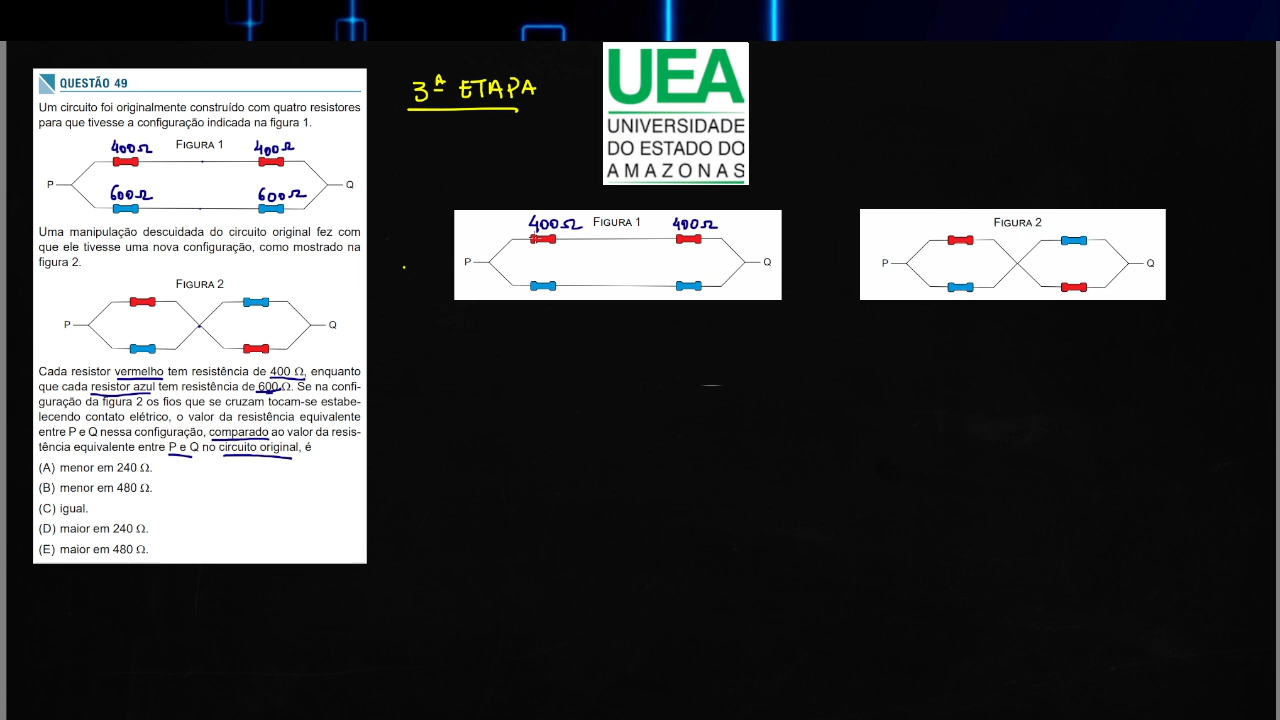 QUESTÃO 49
Um circuito foi originalmente construído com quatro resistores
para que tivesse a configuração indicada na figura 1.
400Ω FIGURA 1 400Ω
P Q
600Ω 600Ω
Uma manipulação descuidada do circuito original fez com
que ele tivesse uma nova configuração, como mostrado na
figura 2.
FIGURA 2
P Q
Cada resistor vermelho tem resistência de 400 Ω, enquanto
que cada resistor azul tem resistência de 600 Ω. Se na confi-
guração da figura 2 os fios que se cruzam tocam-se estabe-
lecendo contato elétrico, o valor da resistência equivalente
entre P e Q nessa configuração, comparado ao valor da resis-
tência equivalente entre P e Q no circuito original, é
(A) menor em 240 Ω.
(B) menor em 480 Ω.
(C) igual.
(D) maior em 240 Ω.
(E) maior em 480 Ω.
3ª ETAPA
UEA
UNIVERSIDADE
DO ESTADO DO
AMAZONAS
400Ω FIGURA 1 400Ω
P Q
FIGURA 2
P Q